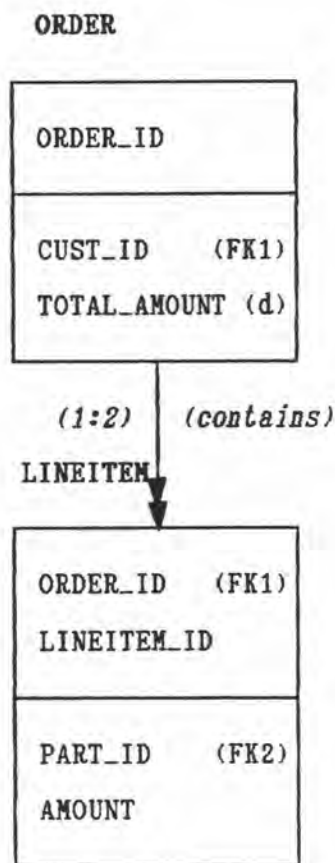 ORDER
ORDER_ID
CUST_ID (FK1)
TOTAL_AMOUNT (d)
(1:2) (contains)
LINEITEM
ORDER_ID (FK1)
LINEITEM_ID
PART_ID (FK2)
AMOUNT